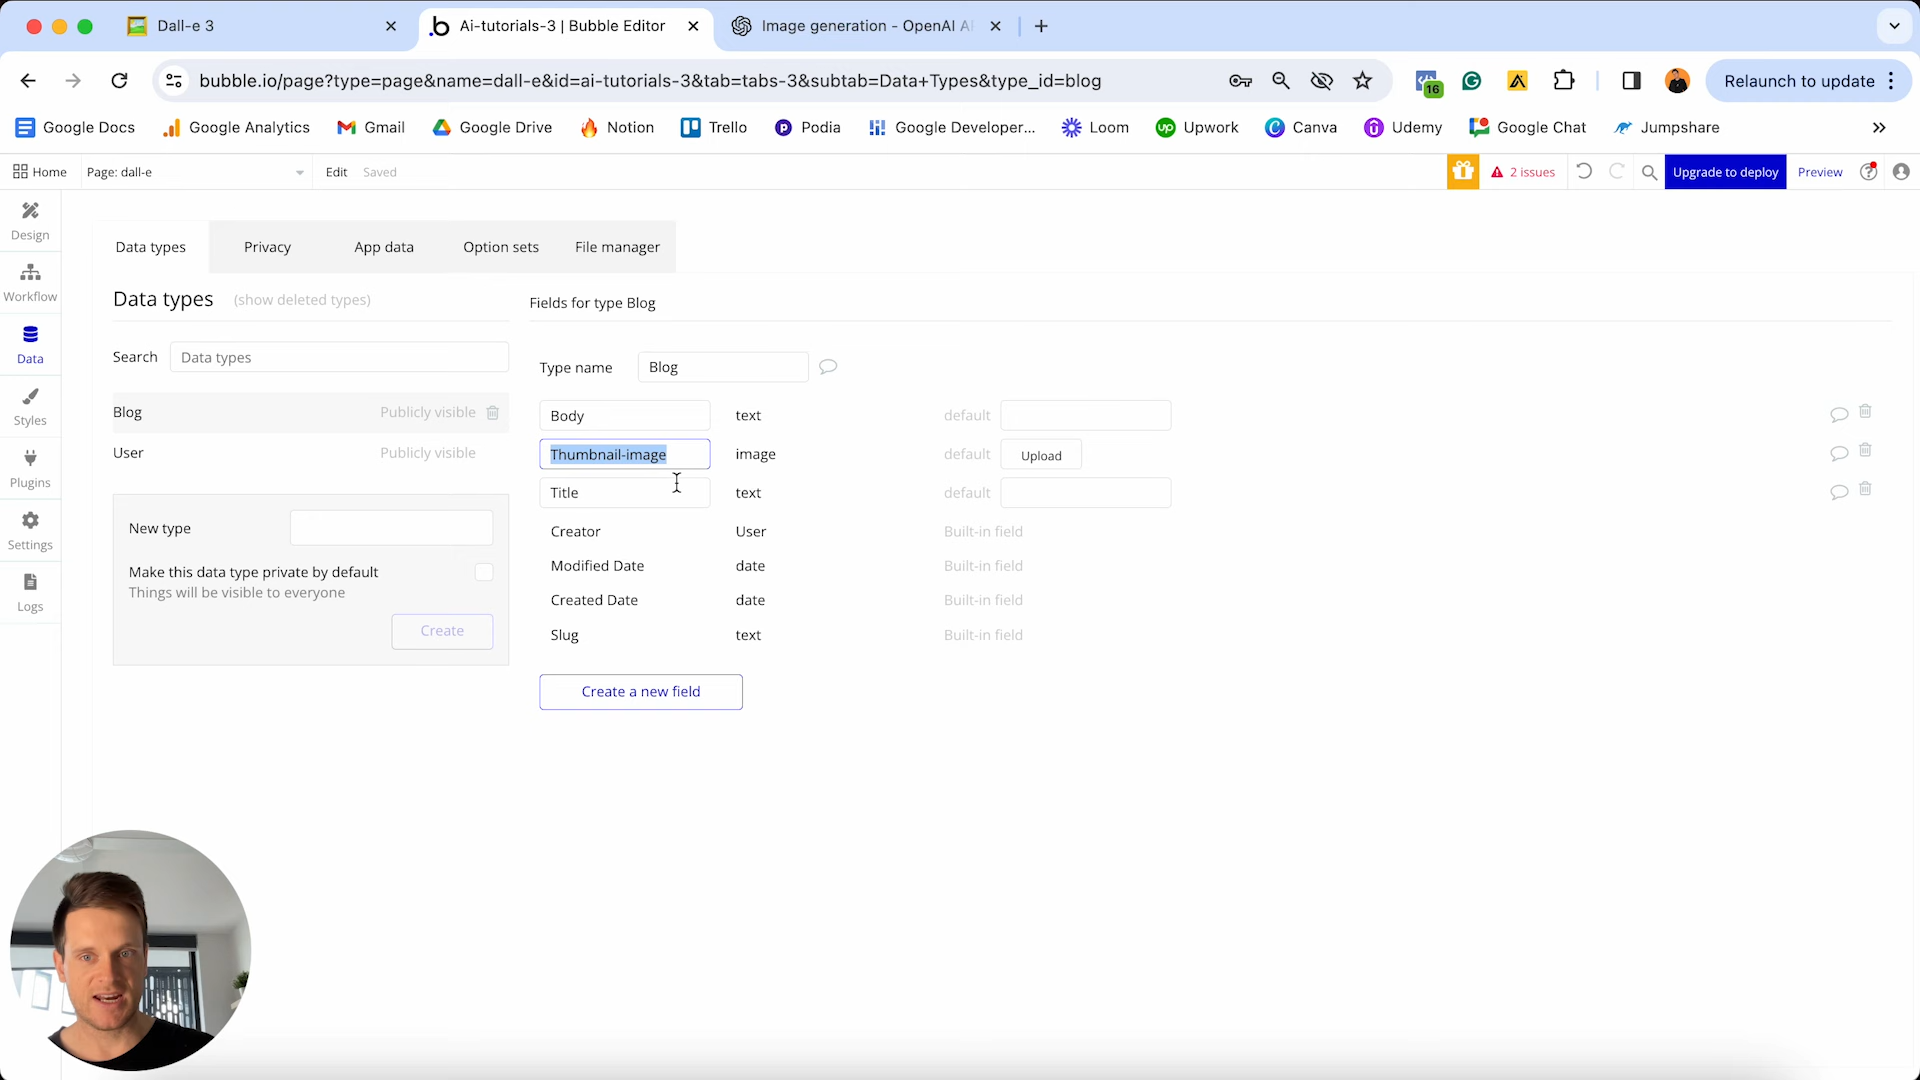 Dall-e 3
Ai-tutorials-3 | Bubble Editor
Image generation - OpenAI A
bubble.io/page?type=page&name=dall-e&id=ai-tutorials-3&tab=tabs-3&subtab=Data+Types&type_id=blog
16
Relaunch to update
Google Docs
Google Analytics
Gmail
Google Drive
Notion
Trello
Podia
Google Developer...
Loom
Upwork
Canva
Udemy
Google Chat
Jumpshare
Home
Page: dall-e
Edit
Saved
2 issues
Upgrade to deploy
Preview
Design
Workflow
Data
Styles
Plugins
Settings
Logs
Data types
Privacy
App data
Option sets
File manager
Data types
(show deleted types)
Search
Data types
Blog
Publicly visible
User
Publicly visible
New type
Make this data type private by default
Things will be visible to everyone
Create
Fields for type Blog
Type name
Blog
Body
text
default
Thumbnail-image
image
default
Upload
Title
text
default
Creator
User
Built-in field
Modified Date
date
Built-in field
Created Date
date
Built-in field
Slug
text
Built-in field
Create a new field